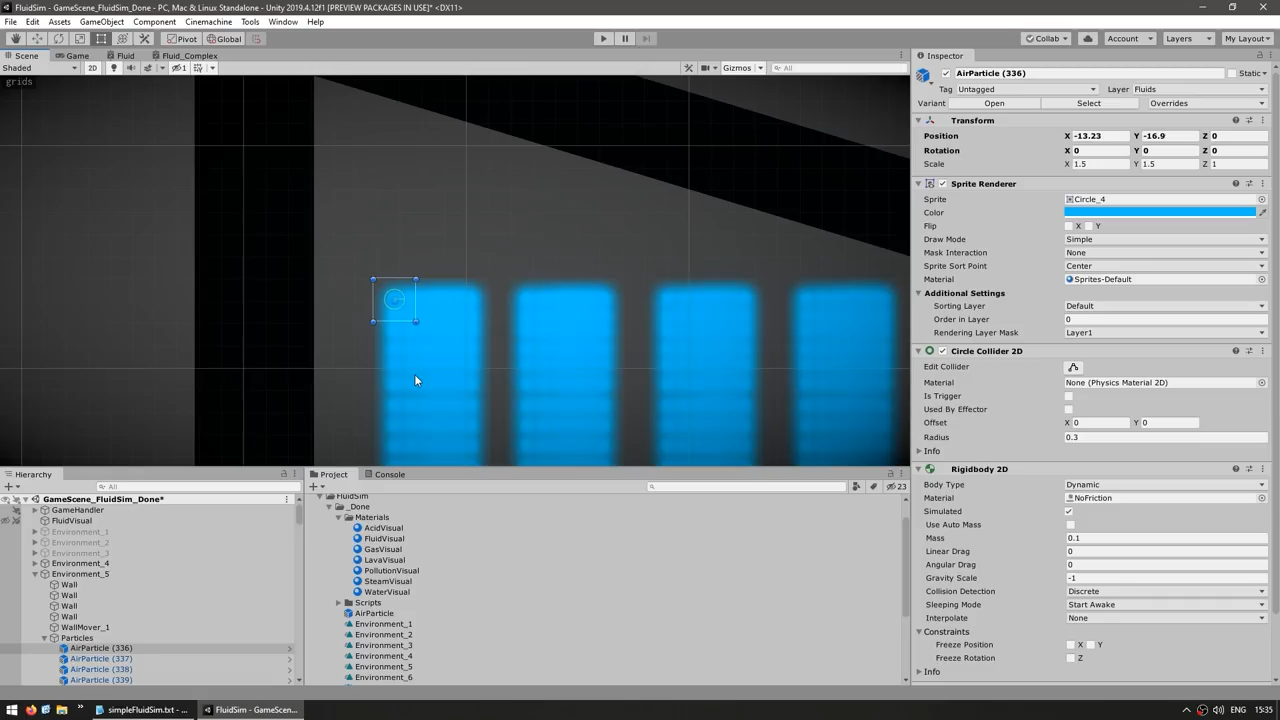 FluidSim - GameScene_FluidSim_Done - PC, Mac & Linux Standalone - Unity 2019.4.12f1 [PREVIEW PACKAGES IN USE]* <DX11>
File Edit Assets GameObject Component Cinemachine Tools Window Help
Pivot Global Collab Account Layers My Layout
Scene Game Fluid Fluid_Complex
Shaded 2D 1 Gizmos All
grids
Inspector
AirParticle (336) Static
Tag Untagged Layer Fluids
Variant Open Select Overrides
Transform
Position X -13.23 Y -16.9 Z 0
Rotation X 0 Y 0 Z 0
Scale X 1.5 Y 1.5 Z 1
Sprite Renderer
Sprite Circle_4
Color
Flip X Y
Draw Mode Simple
Mask Interaction None
Sprite Sort Point Center
Material Sprites-Default
Additional Settings
Sorting Layer Default
Order in Layer 0
Rendering Layer Mask Layer1
Circle Collider 2D
Edit Collider
Material None (Physics Material 2D)
Is Trigger
Used By Effector
Offset X 0 Y 0
Radius 0.3
Info
Rigidbody 2D
Body Type Dynamic
Material NoFriction
Simulated
Use Auto Mass
Mass 0.1
Linear Drag 0
Angular Drag 0
Gravity Scale -1
Collision Detection Discrete
Sleeping Mode Start Awake
Interpolate None
Constraints
Freeze Position X Y
Freeze Rotation Z
Info
Hierarchy
All
GameScene_FluidSim_Done*
GameHandler
FluidVisual
Environment_1
Environment_2
Environment_3
Environment_4
Environment_5
Wall
Wall
Wall
Wall
WallMover_1
Particles
AirParticle (336)
AirParticle (337)
AirParticle (338)
AirParticle (339)
Project Console
23
FluidSim
_Done
Materials
AcidVisual
FluidVisual
GasVisual
LavaVisual
PollutionVisual
SteamVisual
WaterVisual
Scripts
AirParticle
Environment_1
Environment_2
Environment_3
Environment_4
Environment_5
Environment_6
simpleFluidSim.txt - ... FluidSim - GameScen... ENG 15:35